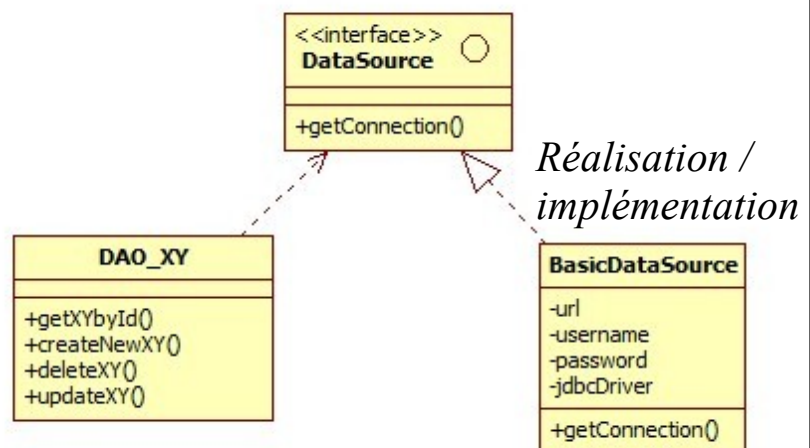 <<interface>>
DataSource
+getConnection()
Réalisation /
implémentation
DAO_XY
+getXYbyId()
+createNewXY()
+deleteXY()
+updateXY()
BasicDataSource
-url
-username
-password
-jdbcDriver
+getConnection()